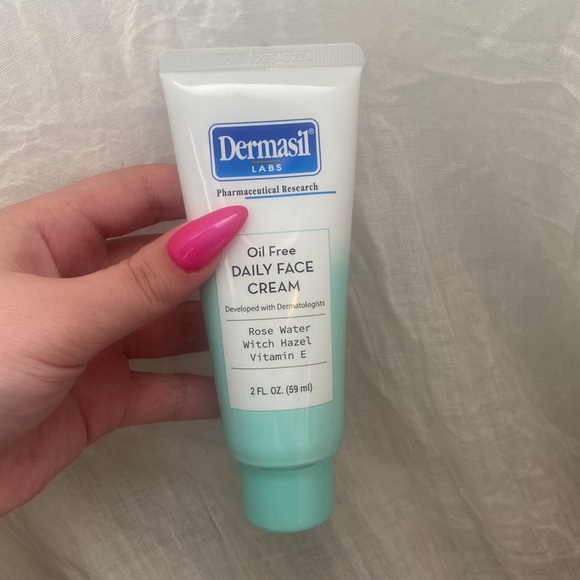 Dermasil®
LABS
Pharmaceutical Research
Oil Free
DAILY FACE
CREAM
Developed with Dermatologists
Rose Water
Witch Hazel
Vitamin E
2 FL. OZ. (59 ml)